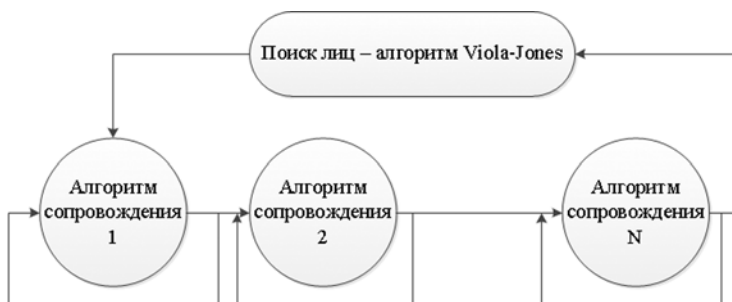 Поиск лиц – алгоритм Viola-Jones
Алгоритм
сопровождения
1
Алгоритм
сопровождения
2
Алгоритм
сопровождения
N